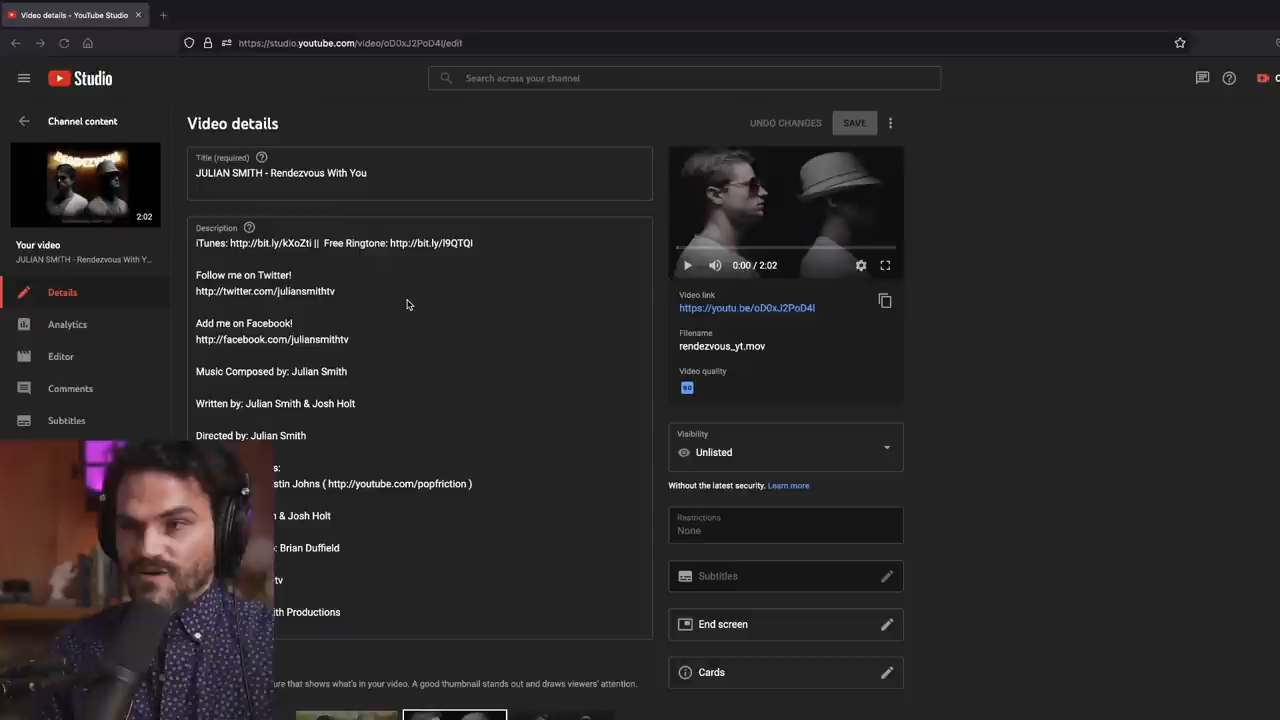 Video details - YouTube Studio
https://studio.youtube.com/video/oD0xJ2PoD4I/edit
Studio
Search across your channel
Channel content
Video details
UNDO CHANGES
SAVE
RENDEZVOUS
2:02
Your video
JULIAN SMITH - Rendezvous With Y...
Details
Analytics
Editor
Comments
Subtitles
Title (required)
JULIAN SMITH - Rendezvous With You
Description
iTunes: http://bit.ly/kXoZti || Free Ringtone: http://bit.ly/l9QTQI
Follow me on Twitter!
http://twitter.com/juliansmithtv
Add me on Facebook!
http://facebook.com/juliansmithtv
Music Composed by: Julian Smith
Written by: Julian Smith & Josh Holt
Directed by: Julian Smith
s:
stin Johns ( http://youtube.com/popfriction )
n & Josh Holt
: Brian Duffield
tv
ith Productions
ure that shows what's in your video. A good thumbnail stands out and draws viewers' attention.
0:00 / 2:02
Video link
https://youtu.be/oD0xJ2PoD4I
Filename
rendezvous_yt.mov
Video quality
SD
Visibility
Unlisted
Without the latest security. Learn more
Restrictions
None
Subtitles
End screen
Cards